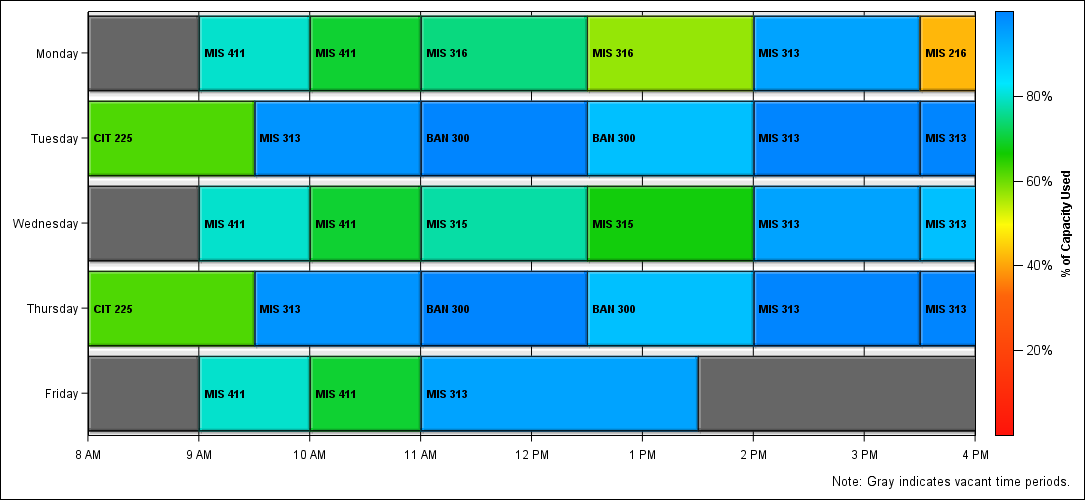 Monday MIS 411 MIS 411 MIS 316 MIS 316 MIS 313 MIS 216
Tuesday CIT 225 MIS 313 BAN 300 BAN 300 MIS 313 MIS 313
Wednesday MIS 411 MIS 411 MIS 315 MIS 315 MIS 313 MIS 313
Thursday CIT 225 MIS 313 BAN 300 BAN 300 MIS 313 MIS 313
Friday MIS 411 MIS 411 MIS 313
8 AM 9 AM 10 AM 11 AM 12 PM 1 PM 2 PM 3 PM 4 PM
80%
60%
40%
20%
% of Capacity Used
Note: Gray indicates vacant time periods.